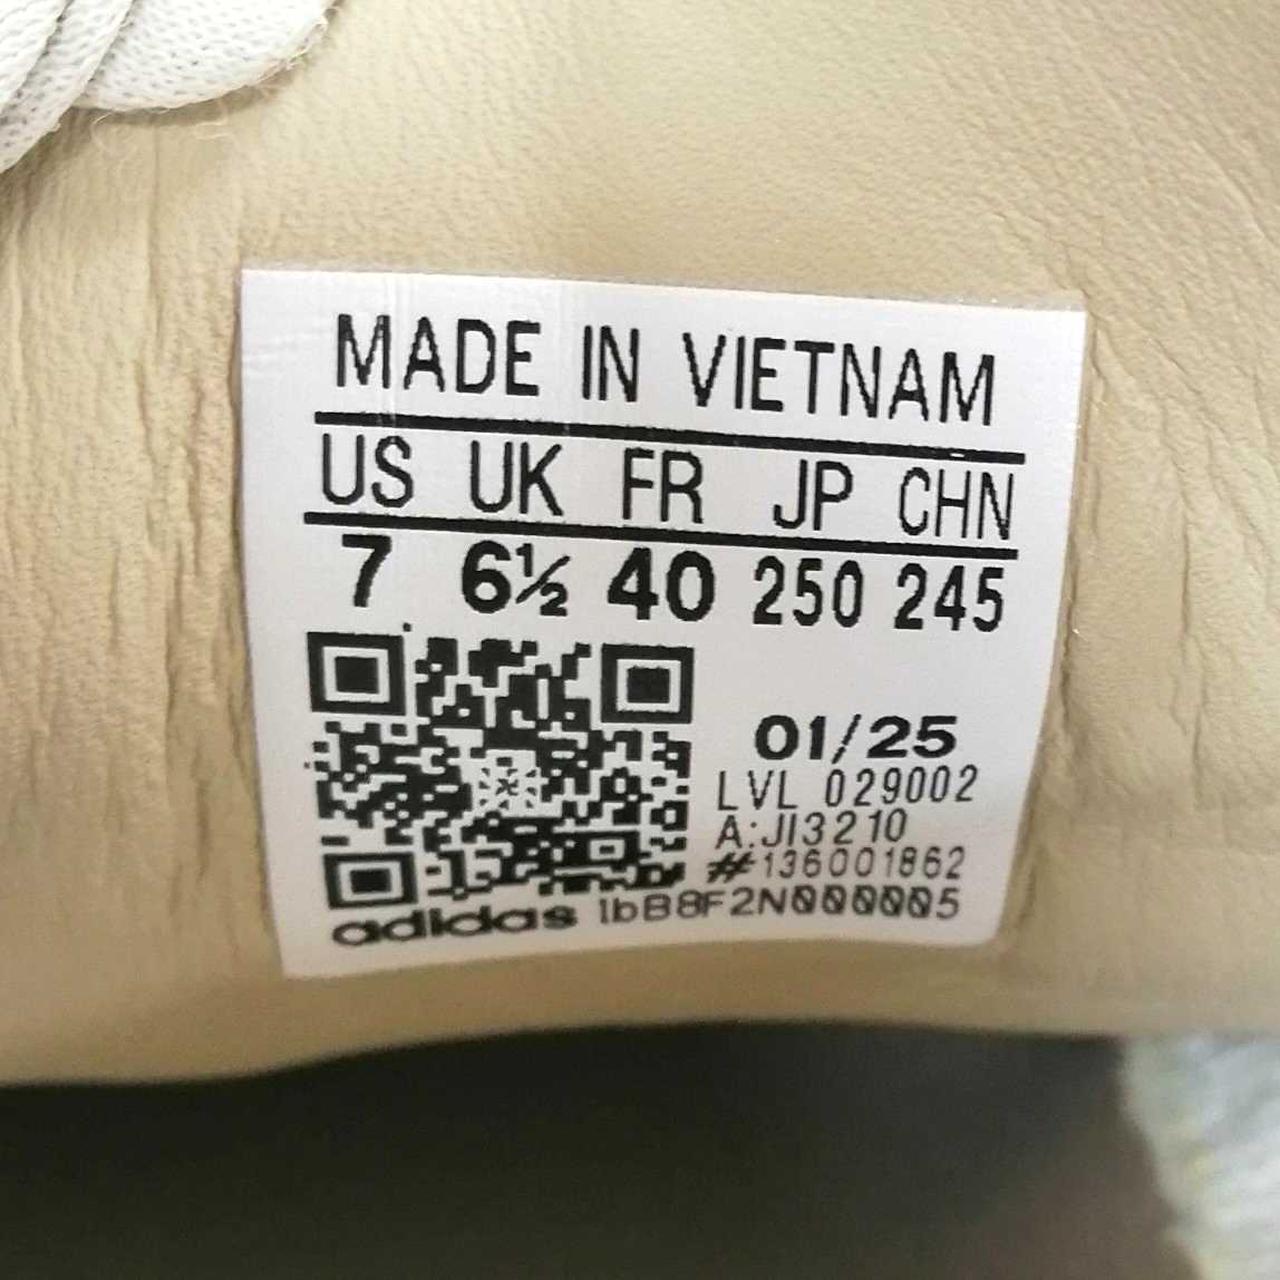 MADE IN VIETNAM
US UK FR JP CHN
7 6½ 40 250 245
01/25
LVL 029002
A:JI3210
#136001862
adidas 1bB8F2N000005